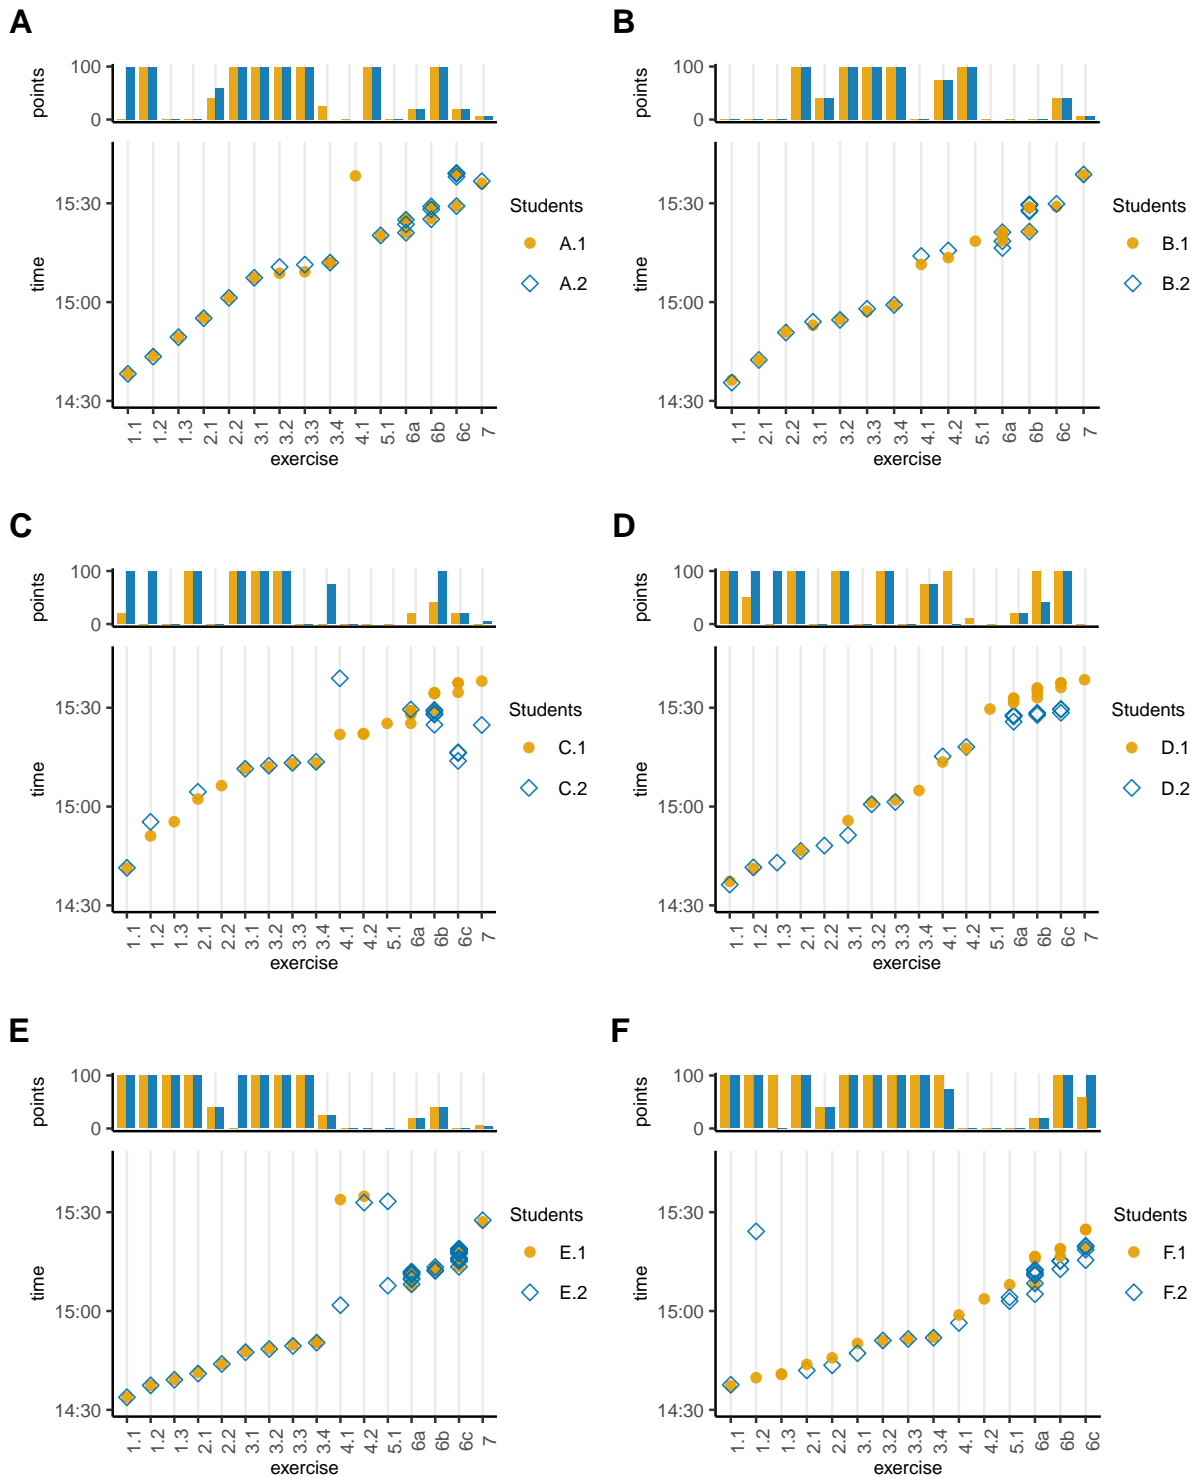 A
points
100
0
time
15:30
15:00
14:30
1.1 1.2 1.3 2.1 2.2 3.1 3.2 3.3 3.4 4.1 5.1 6a 6b 6c 7
exercise
Students
A.1
A.2
B
points
100
0
time
15:30
15:00
14:30
1.1 2.1 2.2 3.1 3.2 3.3 3.4 4.1 4.2 5.1 6a 6b 6c 7
exercise
Students
B.1
B.2
C
points
100
0
time
15:30
15:00
14:30
1.1 1.2 1.3 2.1 2.2 3.1 3.2 3.3 3.4 4.1 4.2 5.1 6a 6b 6c 7
exercise
Students
C.1
C.2
D
points
100
0
time
15:30
15:00
14:30
1.1 1.2 1.3 2.1 2.2 3.1 3.2 3.3 3.4 4.1 4.2 5.1 6a 6b 6c 7
exercise
Students
D.1
D.2
E
points
100
0
time
15:30
15:00
14:30
1.1 1.2 1.3 2.1 2.2 3.1 3.2 3.3 3.4 4.1 4.2 5.1 6a 6b 6c 7
exercise
Students
E.1
E.2
F
points
100
0
time
15:30
15:00
14:30
1.1 1.2 1.3 2.1 2.2 3.1 3.2 3.3 3.4 4.1 4.2 5.1 6a 6b 6c
exercise
Students
F.1
F.2